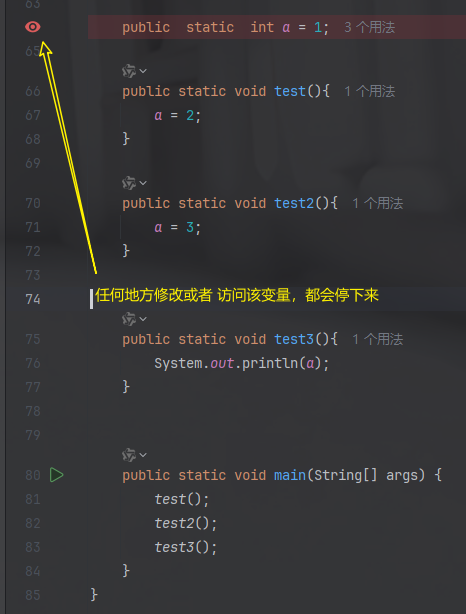 63
public  static  int a = 1;  3 个用法
65
66 public static void test(){  1 个用法
67 a = 2;
68 }
69
70 public static void test2(){  1 个用法
71 a = 3;
72 }
73
74 任何地方修改或者 访问该变量，都会停下来
75 public static void test3(){  1 个用法
76 System.out.println(a);
77 }
78
79
80 public static void main(String[] args) {
81 test();
82 test2();
83 test3();
84 }
85 }